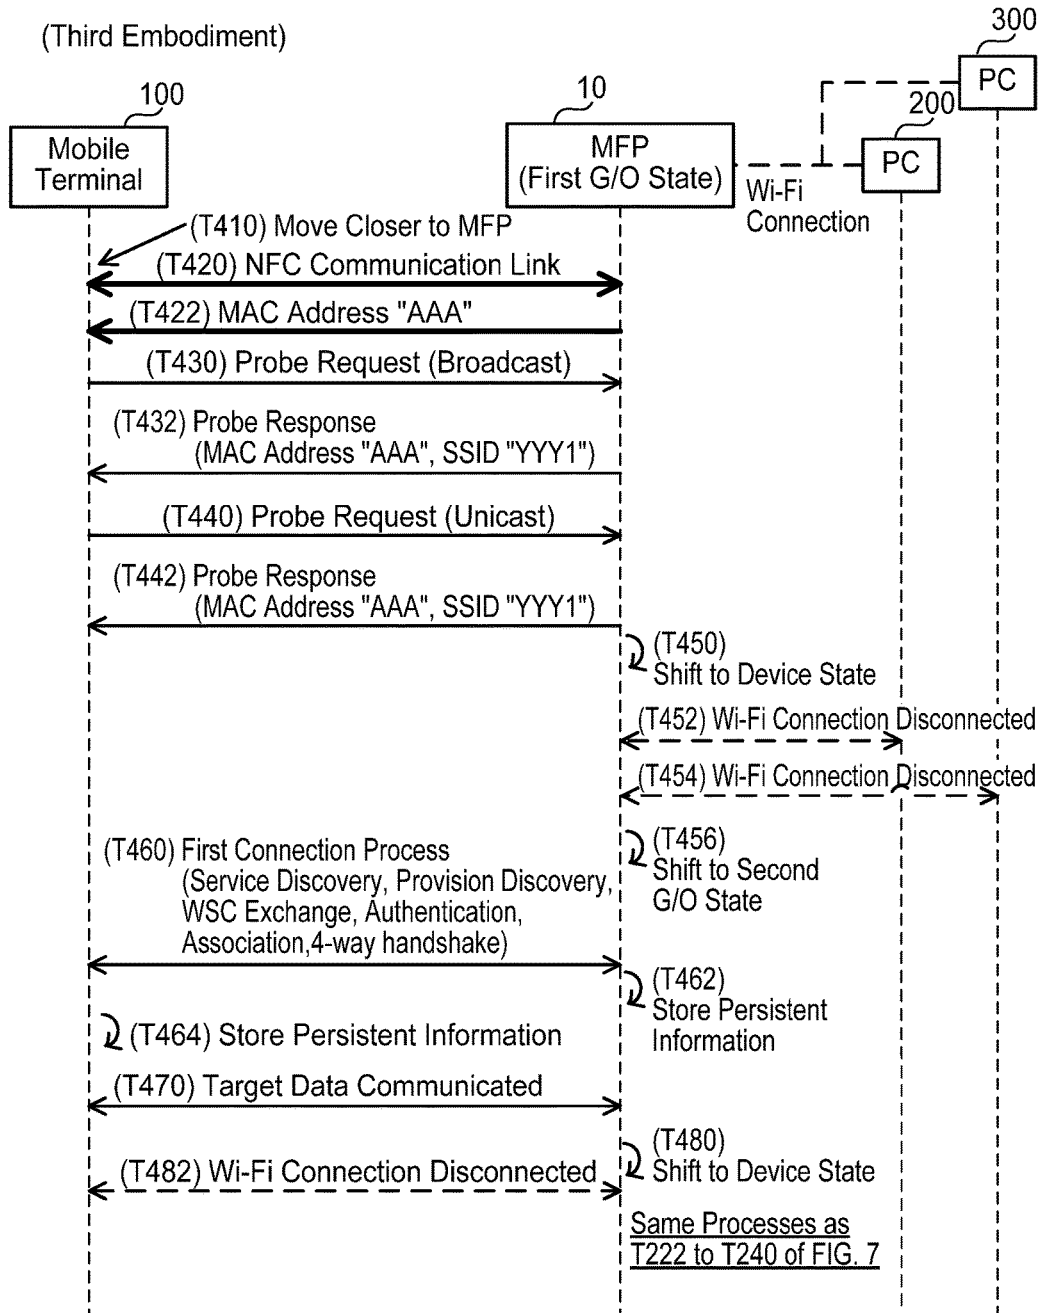 (Third Embodiment)
300
PC
100
10
200
Mobile
Terminal
MFP
(First G/O State)
PC
Wi-Fi
Connection
(T410) Move Closer to MFP
(T420) NFC Communication Link
(T422) MAC Address "AAA"
(T430) Probe Request (Broadcast)
(T432) Probe Response
(MAC Address "AAA", SSID "YYY1")
(T440) Probe Request (Unicast)
(T442) Probe Response
(MAC Address "AAA", SSID "YYY1")
(T450)
Shift to Device State
(T452) Wi-Fi Connection Disconnected
(T454) Wi-Fi Connection Disconnected
(T456)
Shift to Second
G/O State
(T460) First Connection Process
(Service Discovery, Provision Discovery,
WSC Exchange, Authentication,
Association,4-way handshake)
(T462)
Store Persistent
Information
(T464) Store Persistent Information
(T470) Target Data Communicated
(T480)
Shift to Device State
(T482) Wi-Fi Connection Disconnected
Same Processes as
T222 to T240 of FIG. 7